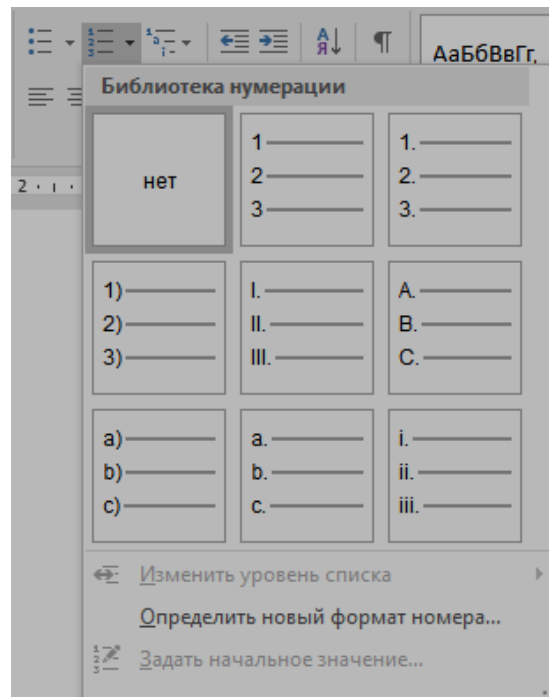 АаБбВвГг,
Библиотека нумерации
2
нет
1
2
3
1.
2.
3.
1)
2)
3)
I.
II.
III.
A.
B.
C.
a)
b)
c)
a.
b.
c.
i.
ii.
iii.
Изменить уровень списка
Определить новый формат номера...
Задать начальное значение...